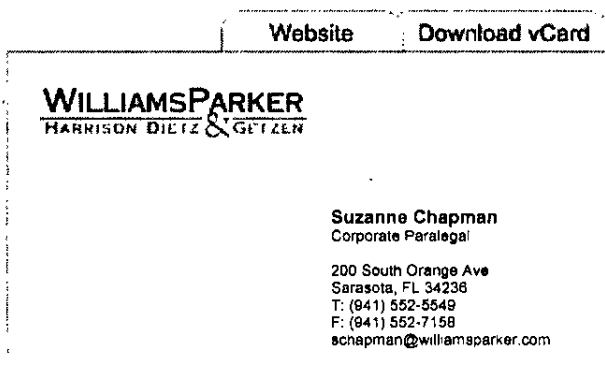 Website Download vCard
WILLIAMSPARKER
HARRISON DIETZ & GETZEN
Suzanne Chapman
Corporate Paralegal
200 South Orange Ave
Sarasota, FL 34236
T: (941) 552-5549
F: (941) 552-7158
schapman@williamsparker.com